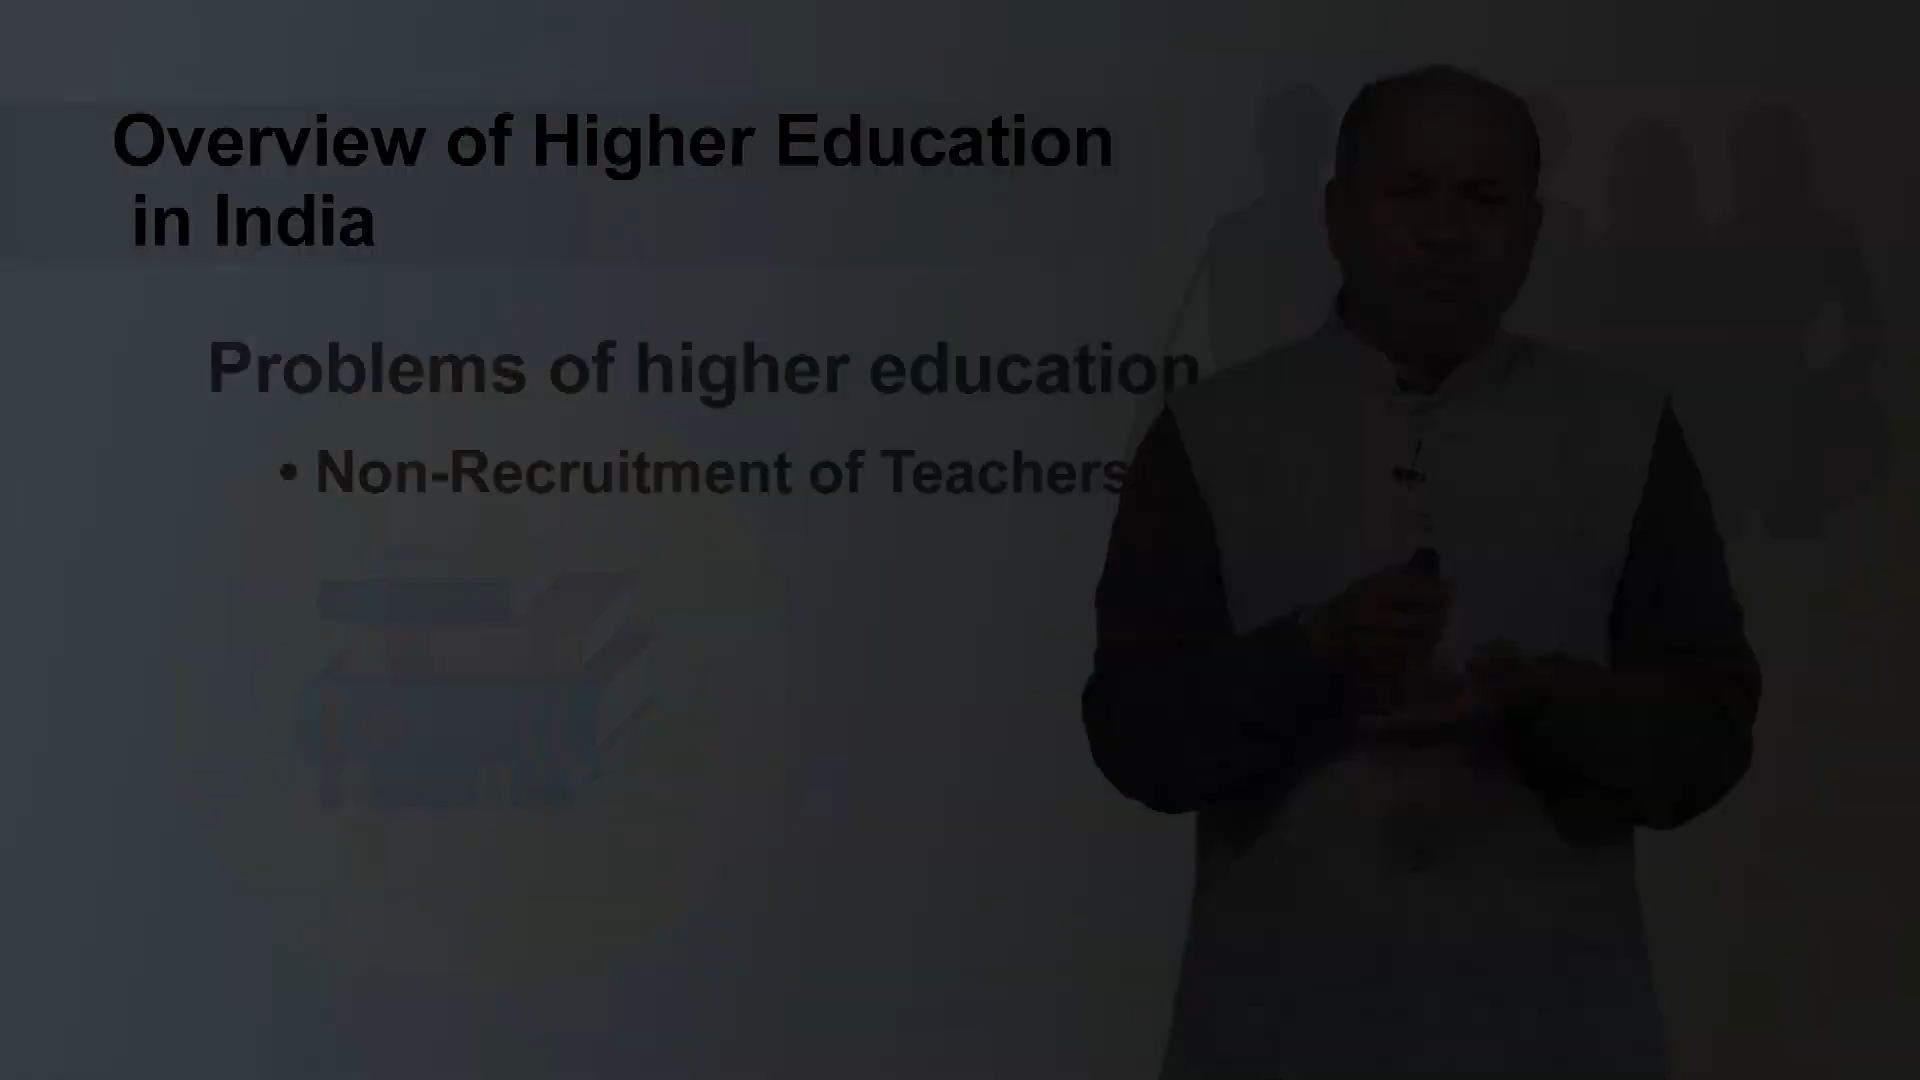 Overview of Higher Education
in India
Problems of higher education
• Non-Recruitment of Teachers